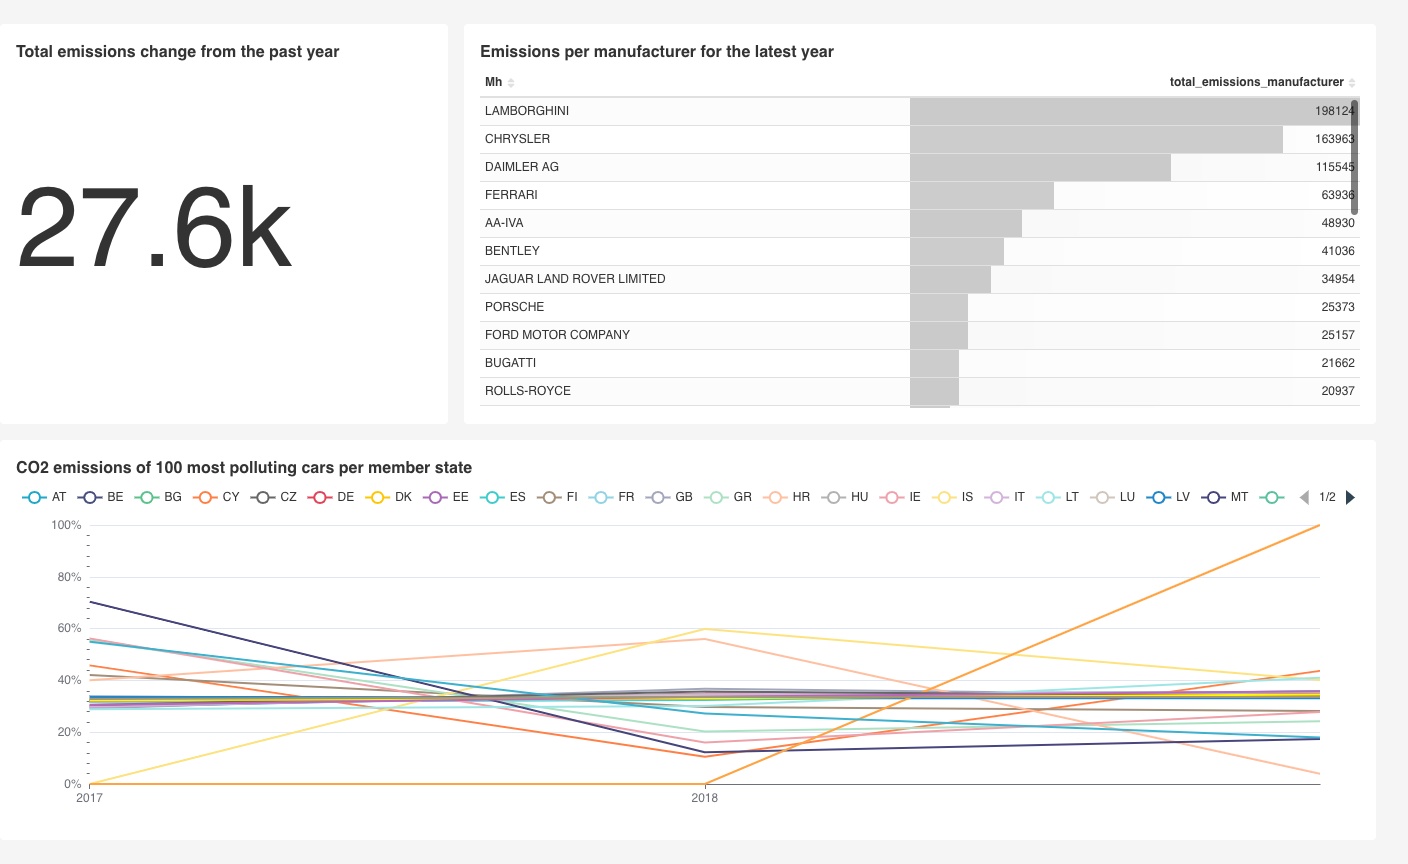 Total emissions change from the past year
27.6k
Emissions per manufacturer for the latest year
Mh total_emissions_manufacturer
LAMBORGHINI 198124
CHRYSLER 163963
DAIMLER AG 115545
FERRARI 63936
AA-IVA 48930
BENTLEY 41036
JAGUAR LAND ROVER LIMITED 34954
PORSCHE 25373
FORD MOTOR COMPANY 25157
BUGATTI 21662
ROLLS-ROYCE 20937
CO2 emissions of 100 most polluting cars per member state
AT BE BG CY CZ DE DK EE ES FI FR GB GR HR HU IE IS IT LT LU LV MT 1/2
100%
80%
60%
40%
20%
0%
2017 2018